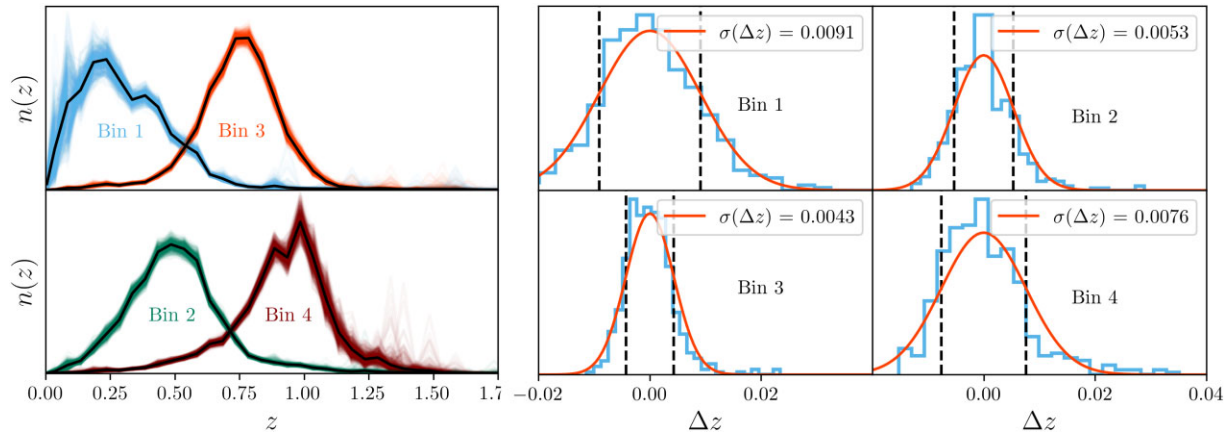 n(z)
Bin 1
Bin 3
n(z)
Bin 2
Bin 4
0.00 0.25 0.50 0.75 1.00 1.25 1.50 1.7
z
σ(Δz) = 0.0091
Bin 1
σ(Δz) = 0.0053
Bin 2
σ(Δz) = 0.0043
Bin 3
σ(Δz) = 0.0076
Bin 4
−0.02 0.00 0.02 0.00 0.02 0.04
Δz Δz